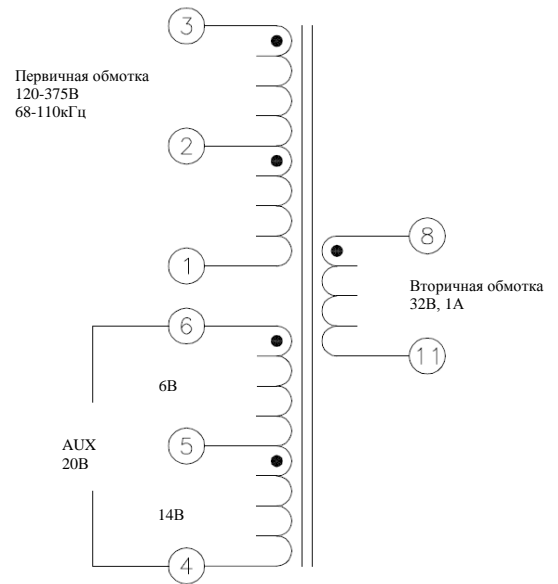 3
Первичная обмотка
120-375В
68-110кГц
2
1
8
Вторичная обмотка
32В, 1А
11
6
6В
AUX
20В
5
14В
4